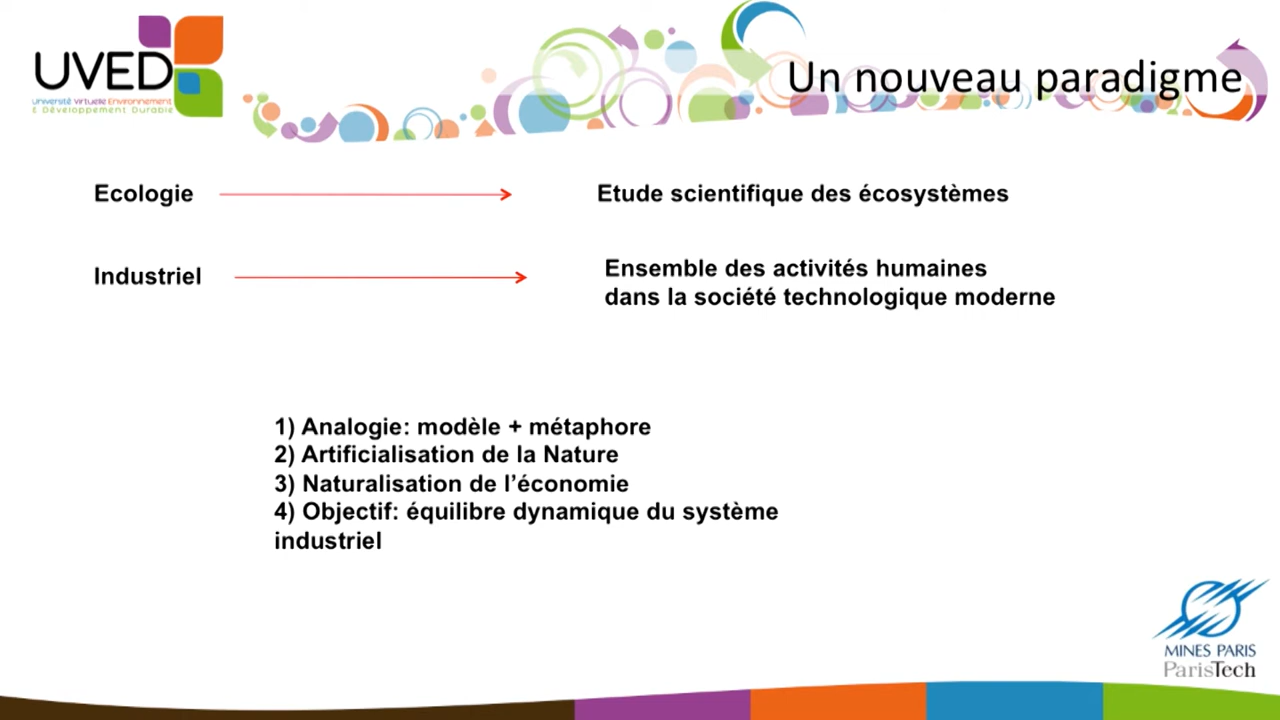 UVED
Université Virtuelle Environnement
& Développement Durable
Un nouveau paradigme
Ecologie
Etude scientifique des écosystèmes
Industriel
Ensemble des activités humaines
dans la société technologique moderne
1) Analogie: modèle + métaphore
2) Artificialisation de la Nature
3) Naturalisation de l’économie
4) Objectif: équilibre dynamique du système
industriel
MINES PARIS
ParisTech